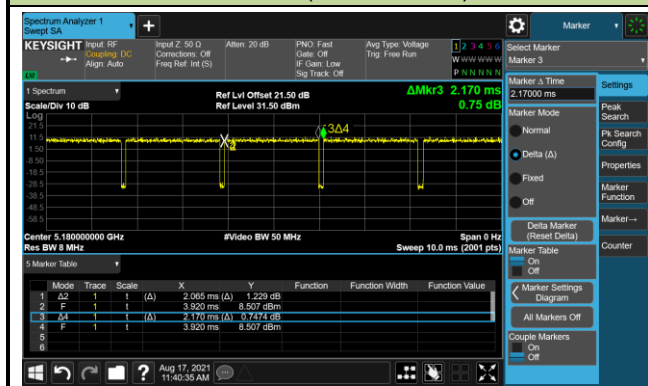 Spectrum Analyzer 1
Swept SA
Marker
KEYSIGHT
Input: RF
Coupling: DC
Align: Auto
Input Z: 50 Ω
Corrections: Off
Freq Ref: Int (S)
Atten: 20 dB
PNO: Fast
Gate: Off
IF Gain: Low
Sig Track: Off
Avg Type: Voltage
Trig: Free Run
1 2 3 4 5 6
W W W W W W
P N N N N N
Select Marker
Marker 3
1 Spectrum
Scale/Div 10 dB
Ref Lvl Offset 21.50 dB
Ref Level 31.50 dBm
ΔMkr3 2.170 ms
0.75 dB
Log
21.5
11.5
1.50
-8.50
-18.5
-28.5
-38.5
-48.5
-58.5
3Δ4
Center 5.180000000 GHz
Res BW 8 MHz
#Video BW 50 MHz
Span 0 Hz
Sweep 10.0 ms (2001 pts)
5 Marker Table
Mode Trace Scale X Y Function Function Width Function Value
1 Δ2 1 t (Δ) 2.065 ms (Δ) 1.229 dB
2 F 1 t 3.920 ms 8.507 dBm
3 Δ4 1 t (Δ) 2.170 ms (Δ) 0.7474 dB
4 F 1 t 3.920 ms 8.507 dBm
5
6
Marker Δ Time
2.17000 ms
Marker Mode
Normal
Delta (Δ)
Fixed
Off
Delta Marker
(Reset Delta)
Marker Table
On
Off
Marker Settings
Diagram
All Markers Off
Couple Markers
On
Off
Settings
Peak
Search
Pk Search
Config
Properties
Marker
Function
Marker→
Counter
Aug 17, 2021
11:40:35 AM